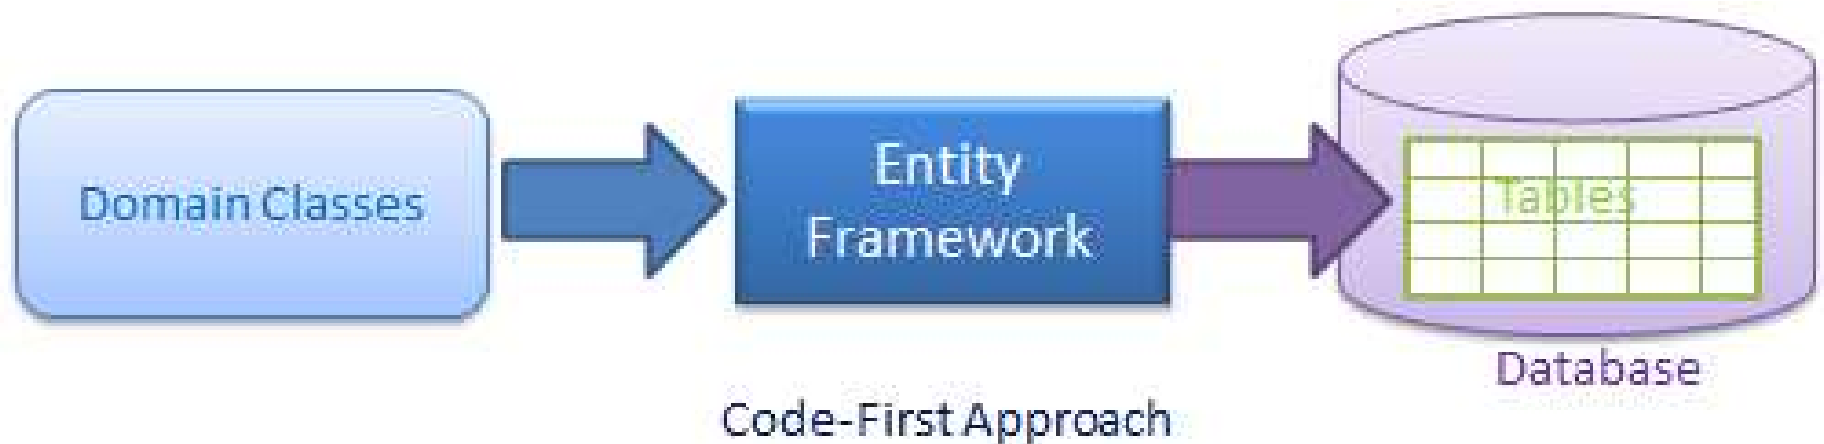 Domain Classes
Entity
Framework
Tables
Database
Code-First Approach